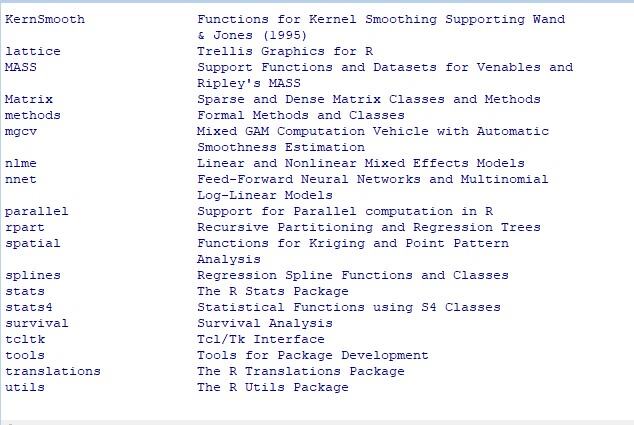 KernSmooth Functions for Kernel Smoothing Supporting Wand
& Jones (1995)
lattice Trellis Graphics for R
MASS Support Functions and Datasets for Venables and
Ripley's MASS
Matrix Sparse and Dense Matrix Classes and Methods
methods Formal Methods and Classes
mgcv Mixed GAM Computation Vehicle with Automatic
Smoothness Estimation
nlme Linear and Nonlinear Mixed Effects Models
nnet Feed-Forward Neural Networks and Multinomial
Log-Linear Models
parallel Support for Parallel computation in R
rpart Recursive Partitioning and Regression Trees
spatial Functions for Kriging and Point Pattern
Analysis
splines Regression Spline Functions and Classes
stats The R Stats Package
stats4 Statistical Functions using S4 Classes
survival Survival Analysis
tcltk Tcl/Tk Interface
tools Tools for Package Development
translations The R Translations Package
utils The R Utils Package